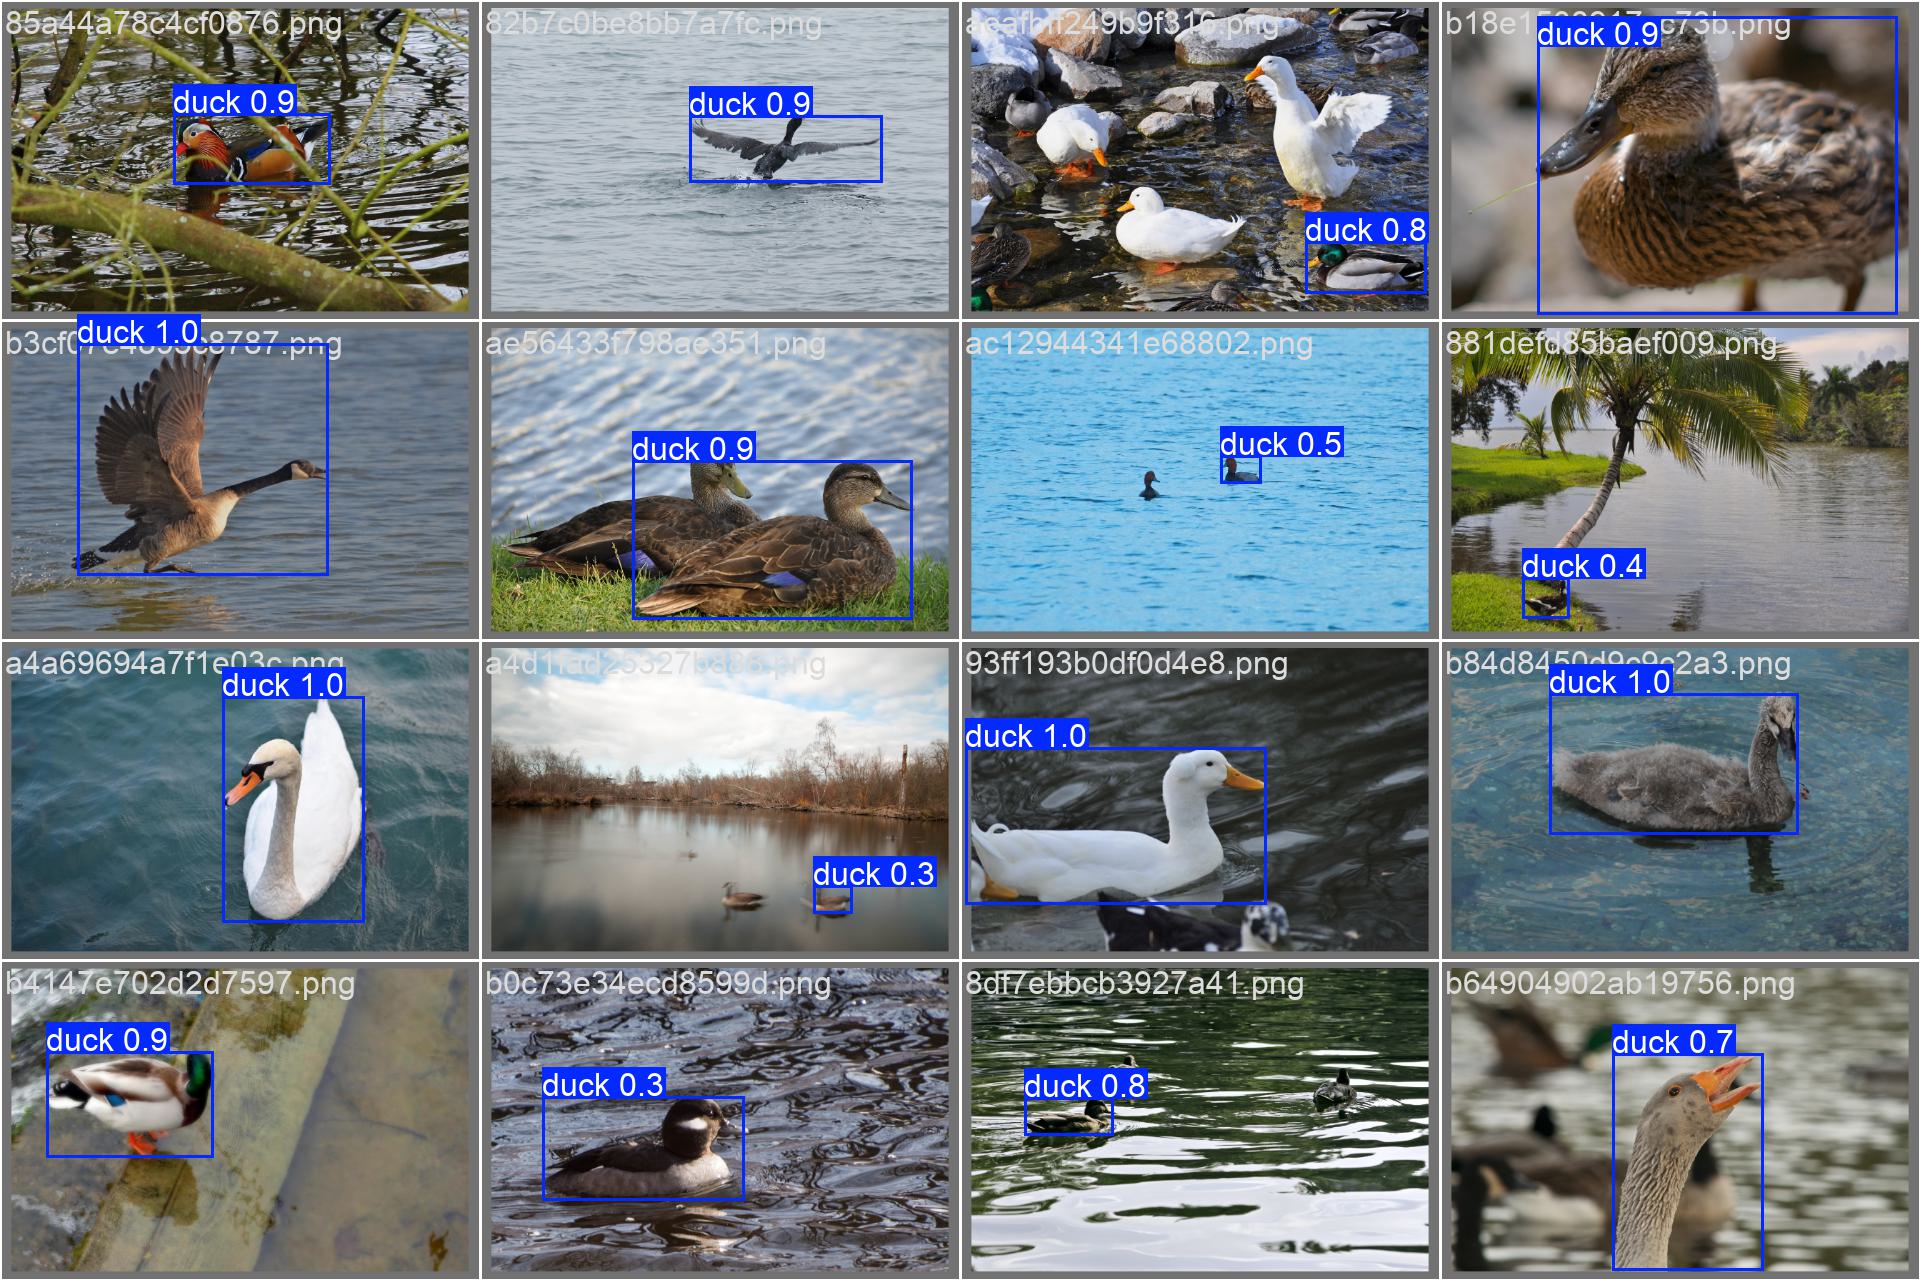 85a44a78c4cf0876.png
duck 0.9
82b7c0be8bb7a7fc.png
duck 0.9
duck 0.8
duck 0.9
duck 1.0
ae56433f798ae351.png
duck 0.9
ac12944341e68802.png
duck 0.5
881defd85baef009.png
duck 0.4
a4a69694a7f1e03c.png
duck 1.0
duck 0.3
93ff193b0df0d4e8.png
duck 1.0
duck 1.0
b4147e702d2d7597.png
duck 0.9
b0c73e34ecd8599d.png
duck 0.3
8df7ebbcb3927a41.png
duck 0.8
b64904902ab19756.png
duck 0.7